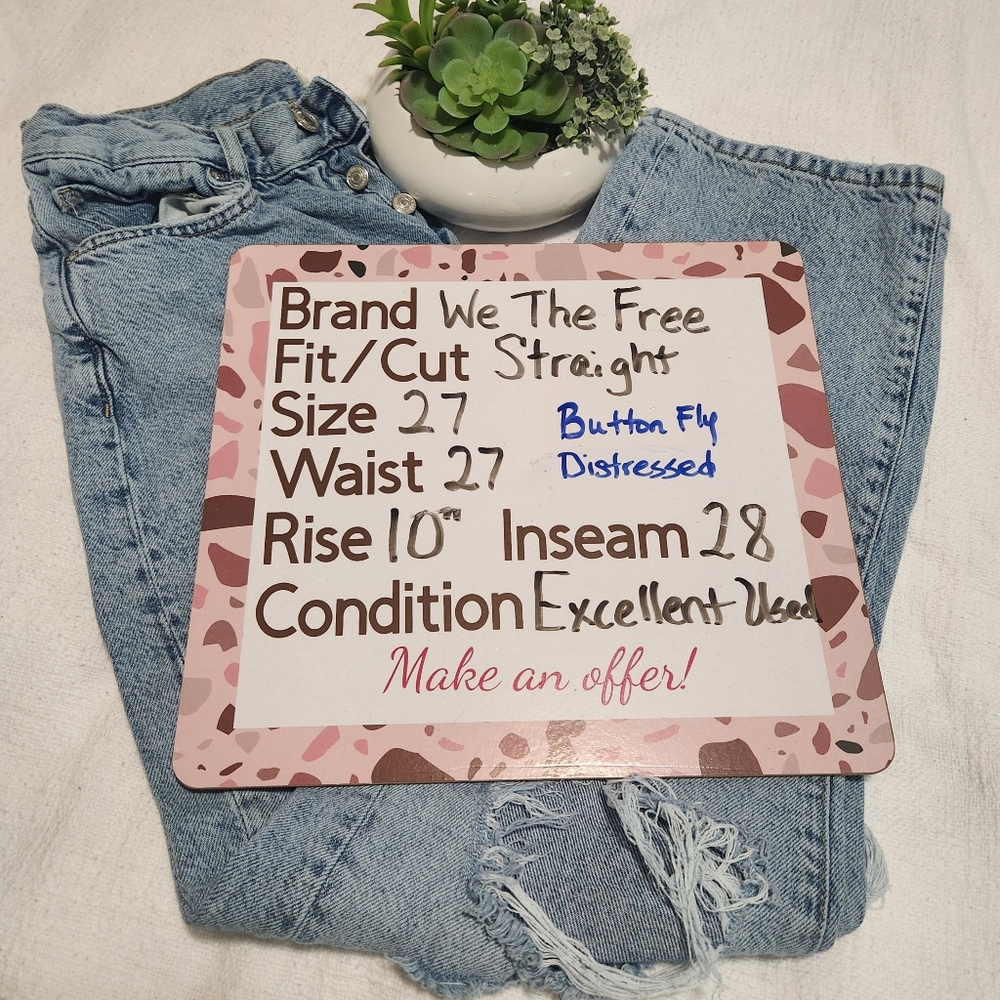 Brand We The Free
Fit/Cut Straight
Size 27
Button Fly
Waist 27
Distressed
Rise 10" Inseam 28
Condition Excellent Used
Make an offer!